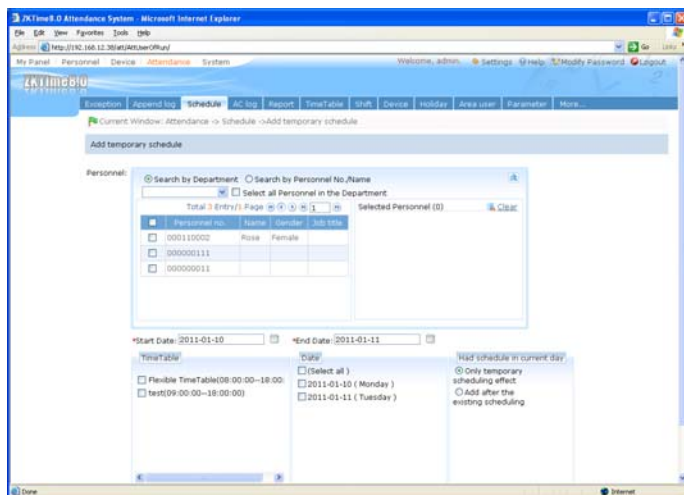 ZKTime8.0 Attendance System - Microsoft Internet Explorer
File Edit View Favorites Tools Help
Address http://192.168.12.38/att/AttUserOfRun/ Go Links
My Panel Personnel Device Attendance System Welcome, admin. Settings Help Modify Password Logout
ZKTime8.0
Exception Append log Schedule AC log Report TimeTable Shift Device Holiday Area user Parameter More...
Current Window: Attendance -> Schedule ->Add temporary schedule
Add temporary schedule
Personnel: Search by Department Search by Personnel No./Name
Select all Personnel in the Department
Total 3 Entry/1 Page 1 Selected Personnel (0) Clear
Personnel no. Name Gender Job title
000110002 Rose Female
000000111
000000011
*Start Date: 2011-01-10 *End Date: 2011-01-11
TimeTable Date Had schedule in current day
Flexible TimeTable(08:00:00--18:00: (Select all ) Only temporary scheduling effect
test(09:00:00--18:00:00) 2011-01-10 ( Monday ) Add after the existing scheduling
2011-01-11 ( Tuesday )
Done Internet